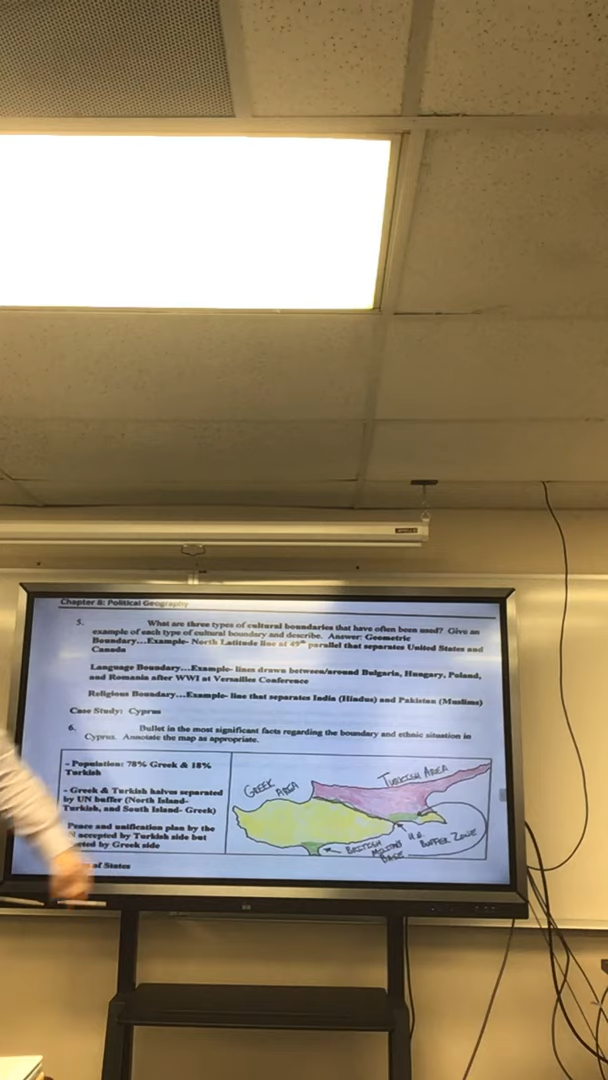 Chapter 8: Political Geography
5. What are three types of cultural boundaries that have often been used? Give an
example of each type of cultural boundary and describe. Answer: Geometric
Boundary...Example- North Latitude line at 49th parallel that separates United States and
Canada
Language Boundary...Example- lines drawn between/around Bulgaria, Hungary, Poland,
and Romania after WWI at Versailles Conference
Religious Boundary...Example- line that separates India (Hindus) and Pakistan (Muslims)
Case Study: Cyprus
6. Bullet in the most significant facts regarding the boundary and ethnic situation in
Cyprus. Annotate the map as appropriate.
- Population: 78% Greek & 18%
Turkish
- Greek & Turkish halves separated
by UN buffer (North Island-
Turkish, and South Island- Greek)
Peace and unification plan by the
accepted by Turkish side but
by Greek side
of States
GREEK
AREA
TURKISH AREA
BRITISH
MILITARY
BASE
U.N.
BUFFER ZONE